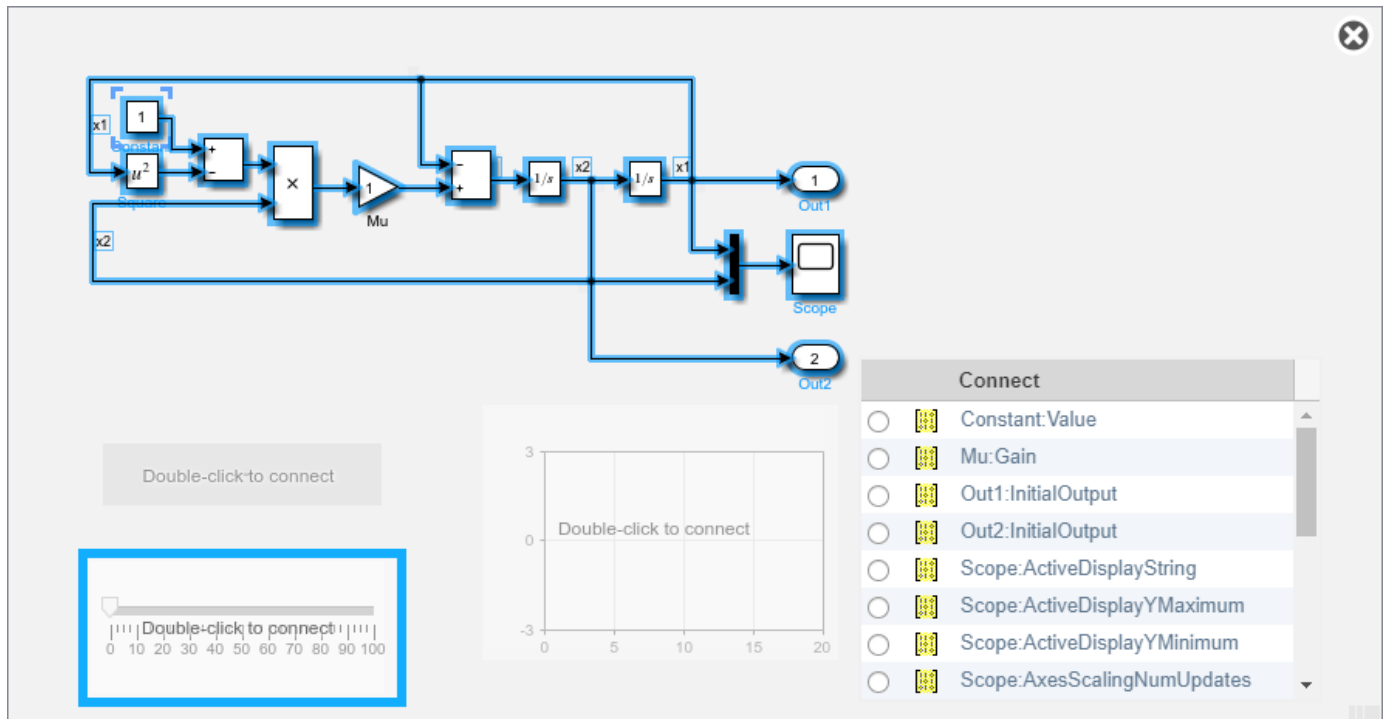 x1
1
Constant
u²
Square
+
−
×
1
Mu
−
+
1/s
x2
1/s
x1
1
Out1
x2
Scope
2
Out2
Connect
Constant:Value
Mu:Gain
Out1:InitialOutput
Out2:InitialOutput
Scope:ActiveDisplayString
Scope:ActiveDisplayYMaximum
Scope:ActiveDisplayYMinimum
Scope:AxesScalingNumUpdates
Double-click to connect
3
0
-3
Double-click to connect
0 5 10 15 20
Double-click to connect
0 10 20 30 40 50 60 70 80 90 100